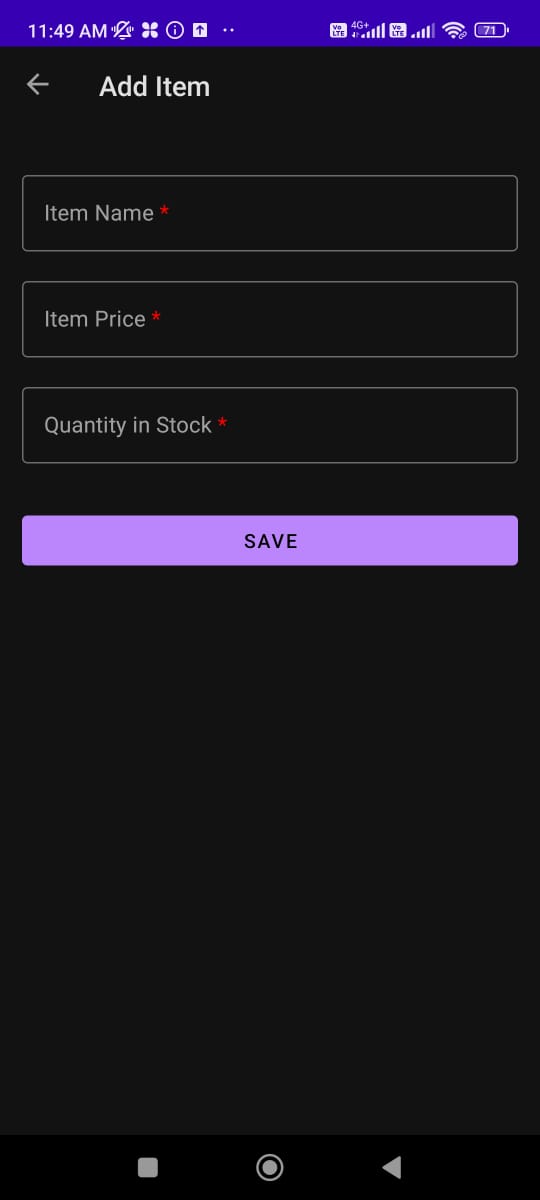 11:49 AM
Vo LTE 4G+ Vo LTE 71
Add Item
Item Name *
Item Price *
Quantity in Stock *
SAVE